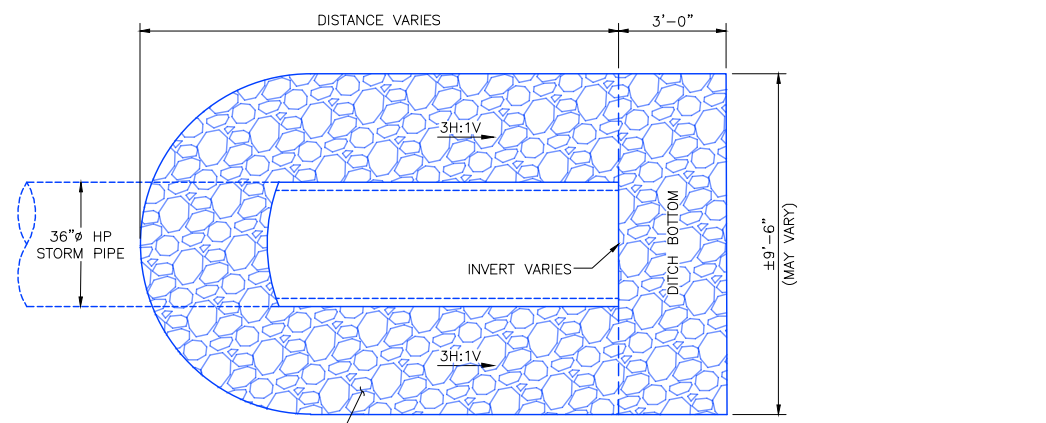 DISTANCE VARIES
3'-0"
3H:1V
36"ø HP
STORM PIPE
INVERT VARIES
DITCH BOTTOM
±9'-6"
(MAY VARY)
3H:1V